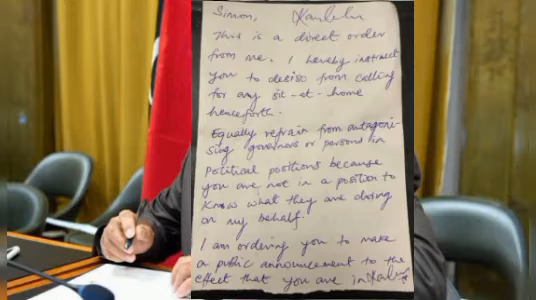 Simon,
This is a direct order
from me. I hereby instruct
you to desist from calling
for any sit-at-home
henceforth.
Equally refrain from antagoni-
sing governors or persons in
political positions because
you are not in a position to
know what they are doing
on my behalf.
I am ordering you to make
a public announcement to the
effect that you are in